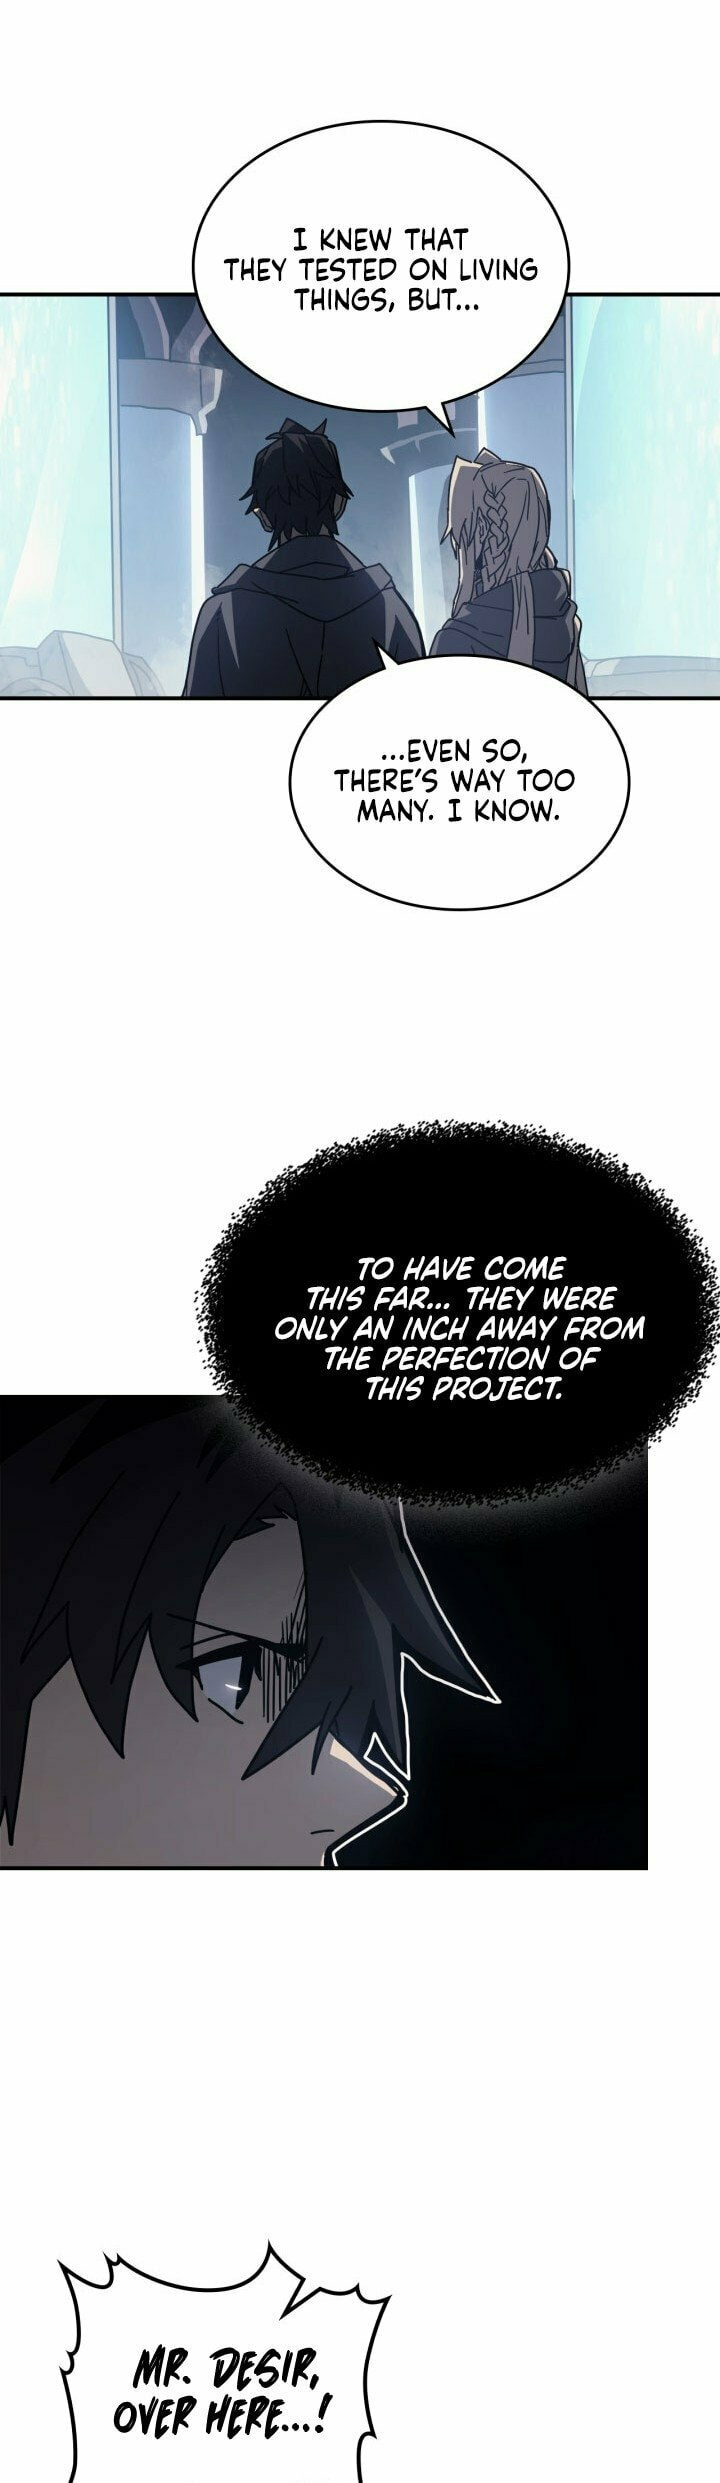 I KNEW THAT
THEY TESTED ON LIVING
THINGS, BUT...
...EVEN SO,
THERE'S WAY TOO
MANY. I KNOW.
TO HAVE COME
THIS FAR... THEY WERE
ONLY AN INCH AWAY FROM
THE PERFECTION OF
THIS PROJECT.
MR. DESIR,
OVER HERE...!